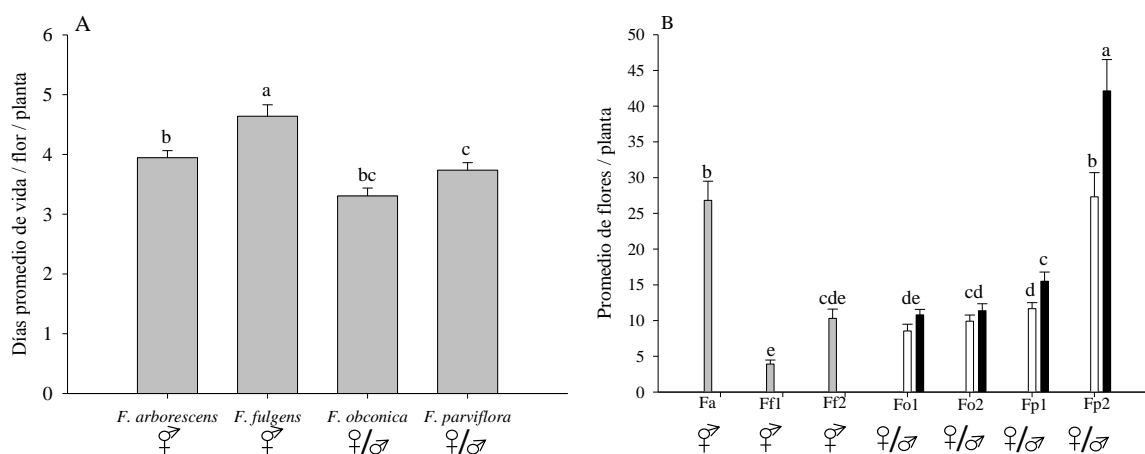 A
Días promedio de vida / flor / planta
7
6
5
4
3
2
1
0
b
a
bc
c
F. arborescens F. fulgens F. obconica F. parviflora
⚥ ⚥ ♀/♂ ♀/♂
B
Promedio de flores / planta
50
45
40
35
30
25
20
15
10
5
0
b
e
cde
de
cd
d
c
b
a
Fa Ff1 Ff2 Fo1 Fo2 Fp1 Fp2
⚥ ⚥ ⚥ ♀/♂ ♀/♂ ♀/♂ ♀/♂